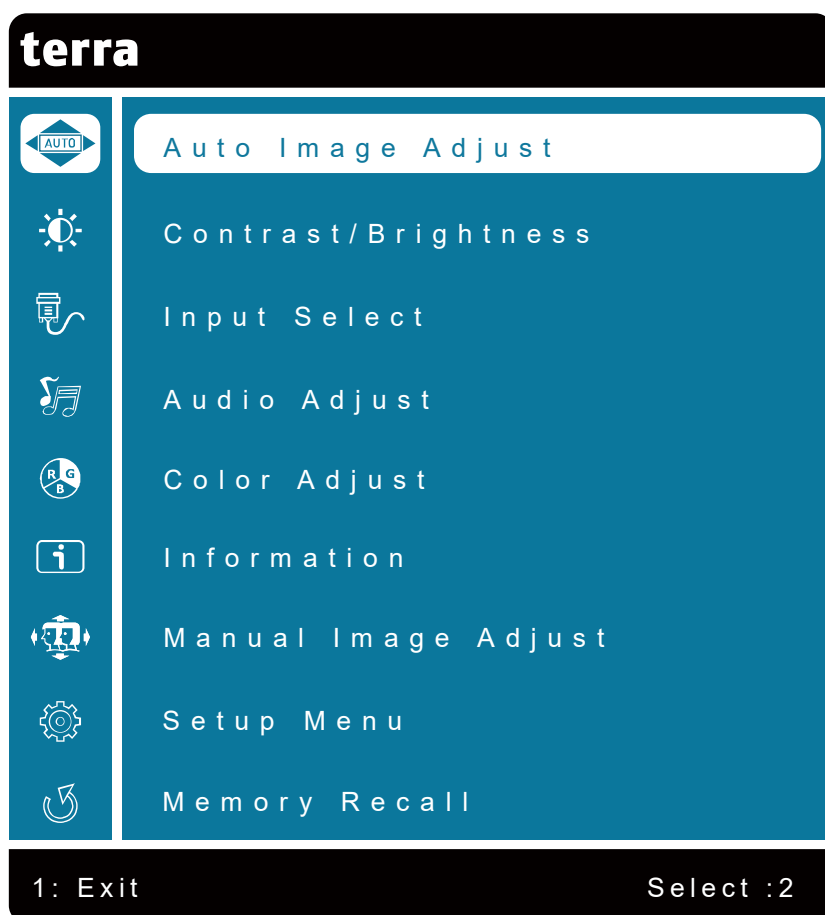 terra
AUTO
Auto Image Adjust
Contrast/Brightness
Input Select
Audio Adjust
R G
B
Color Adjust
i
Information
Manual Image Adjust
Setup Menu
Memory Recall
1: Exit
Select :2